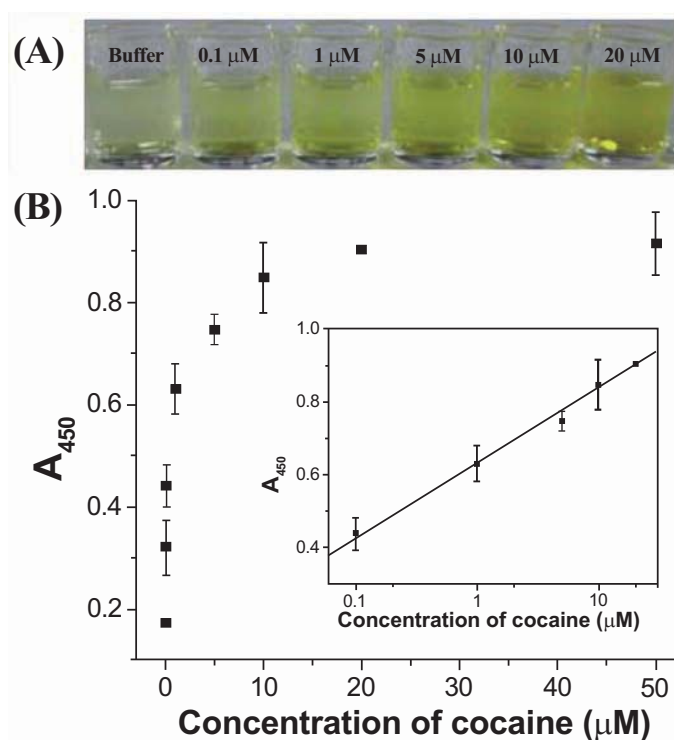 (A)
Buffer 0.1 μM 1 μM 5 μM 10 μM 20 μM
(B)
1.0
0.8
0.6
0.4
0.2
A450
0 10 20 30 40 50
Concentration of cocaine (μM)
1.0
0.8
0.6
0.4
A450
0.1 1 10
Concentration of cocaine (μM)